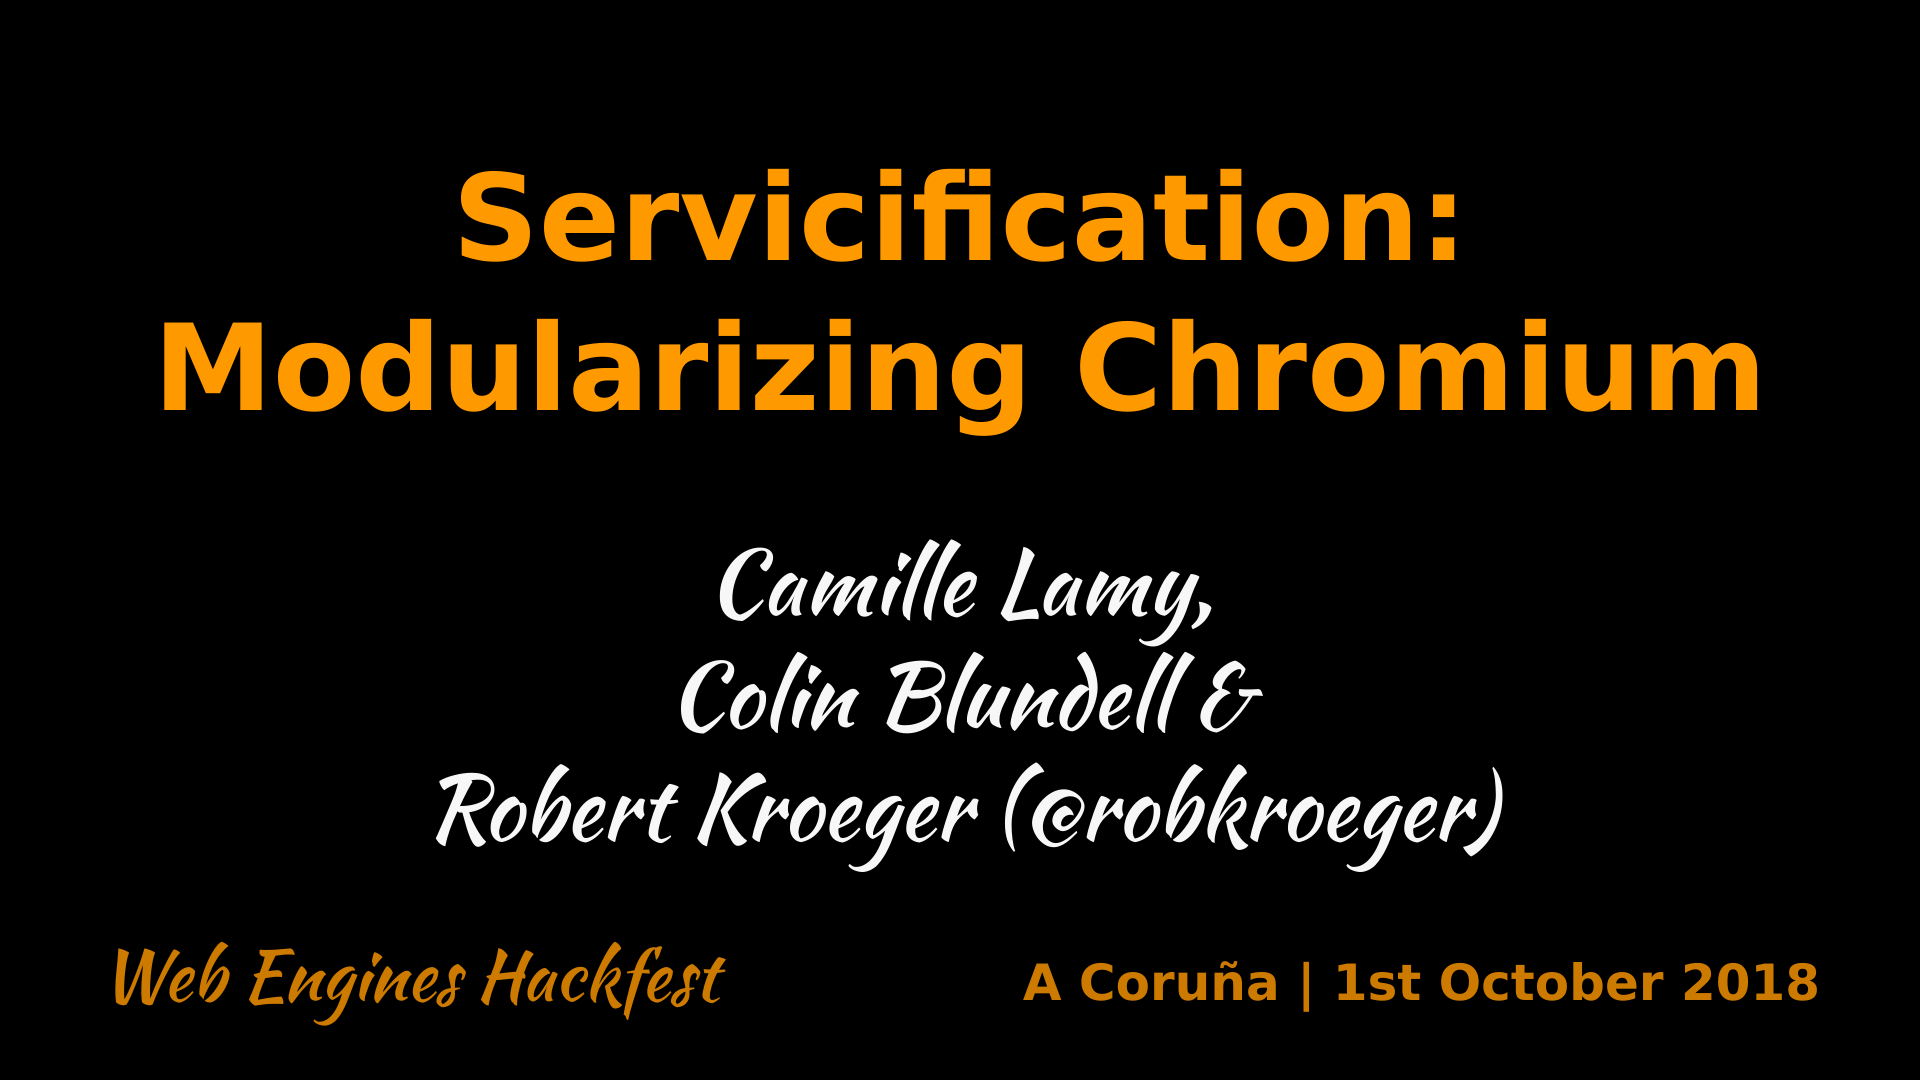 Servicification:
Modularizing Chromium
Camille Lamy,
Colin Blundell &
Robert Kroeger (@robkroeger)
Web Engines Hackfest
A Coruña | 1st October 2018